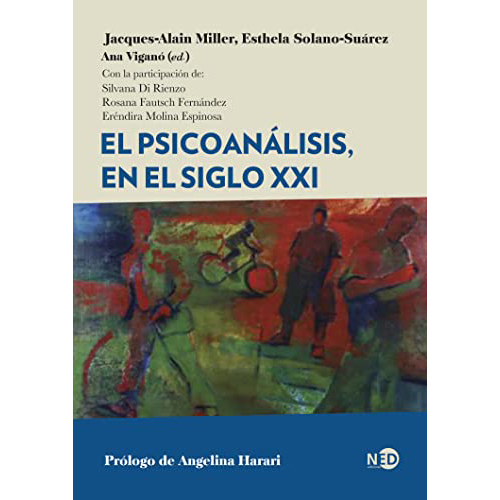 Jacques-Alain Miller, Esthela Solano-Suárez
Ana Viganó (ed.)
Con la participación de:
Silvana Di Rienzo
Rosana Fautsch Fernández
Eréndira Molina Espinosa
EL PSICOANÁLISIS,
EN EL SIGLO XXI
Prólogo de Angelina Harari
NED